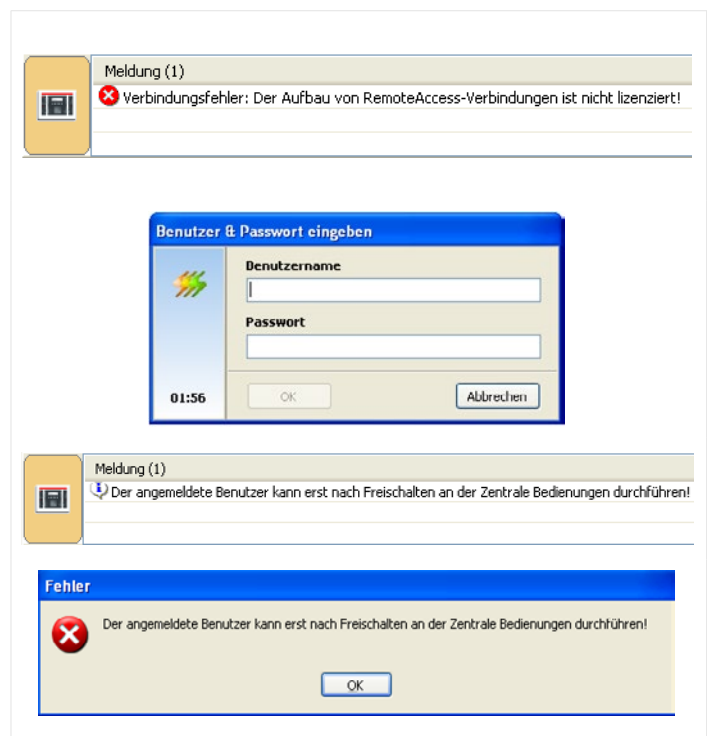 Meldung (1)
Verbindungsfehler: Der Aufbau von RemoteAccess-Verbindungen ist nicht lizenziert!
Benutzer & Passwort eingeben
Benutzername
Passwort
01:56
OK
Abbrechen
Meldung (1)
Der angemeldete Benutzer kann erst nach Freischalten an der Zentrale Bedienungen durchführen!
Fehler
Der angemeldete Benutzer kann erst nach Freischalten an der Zentrale Bedienungen durchführen!
OK